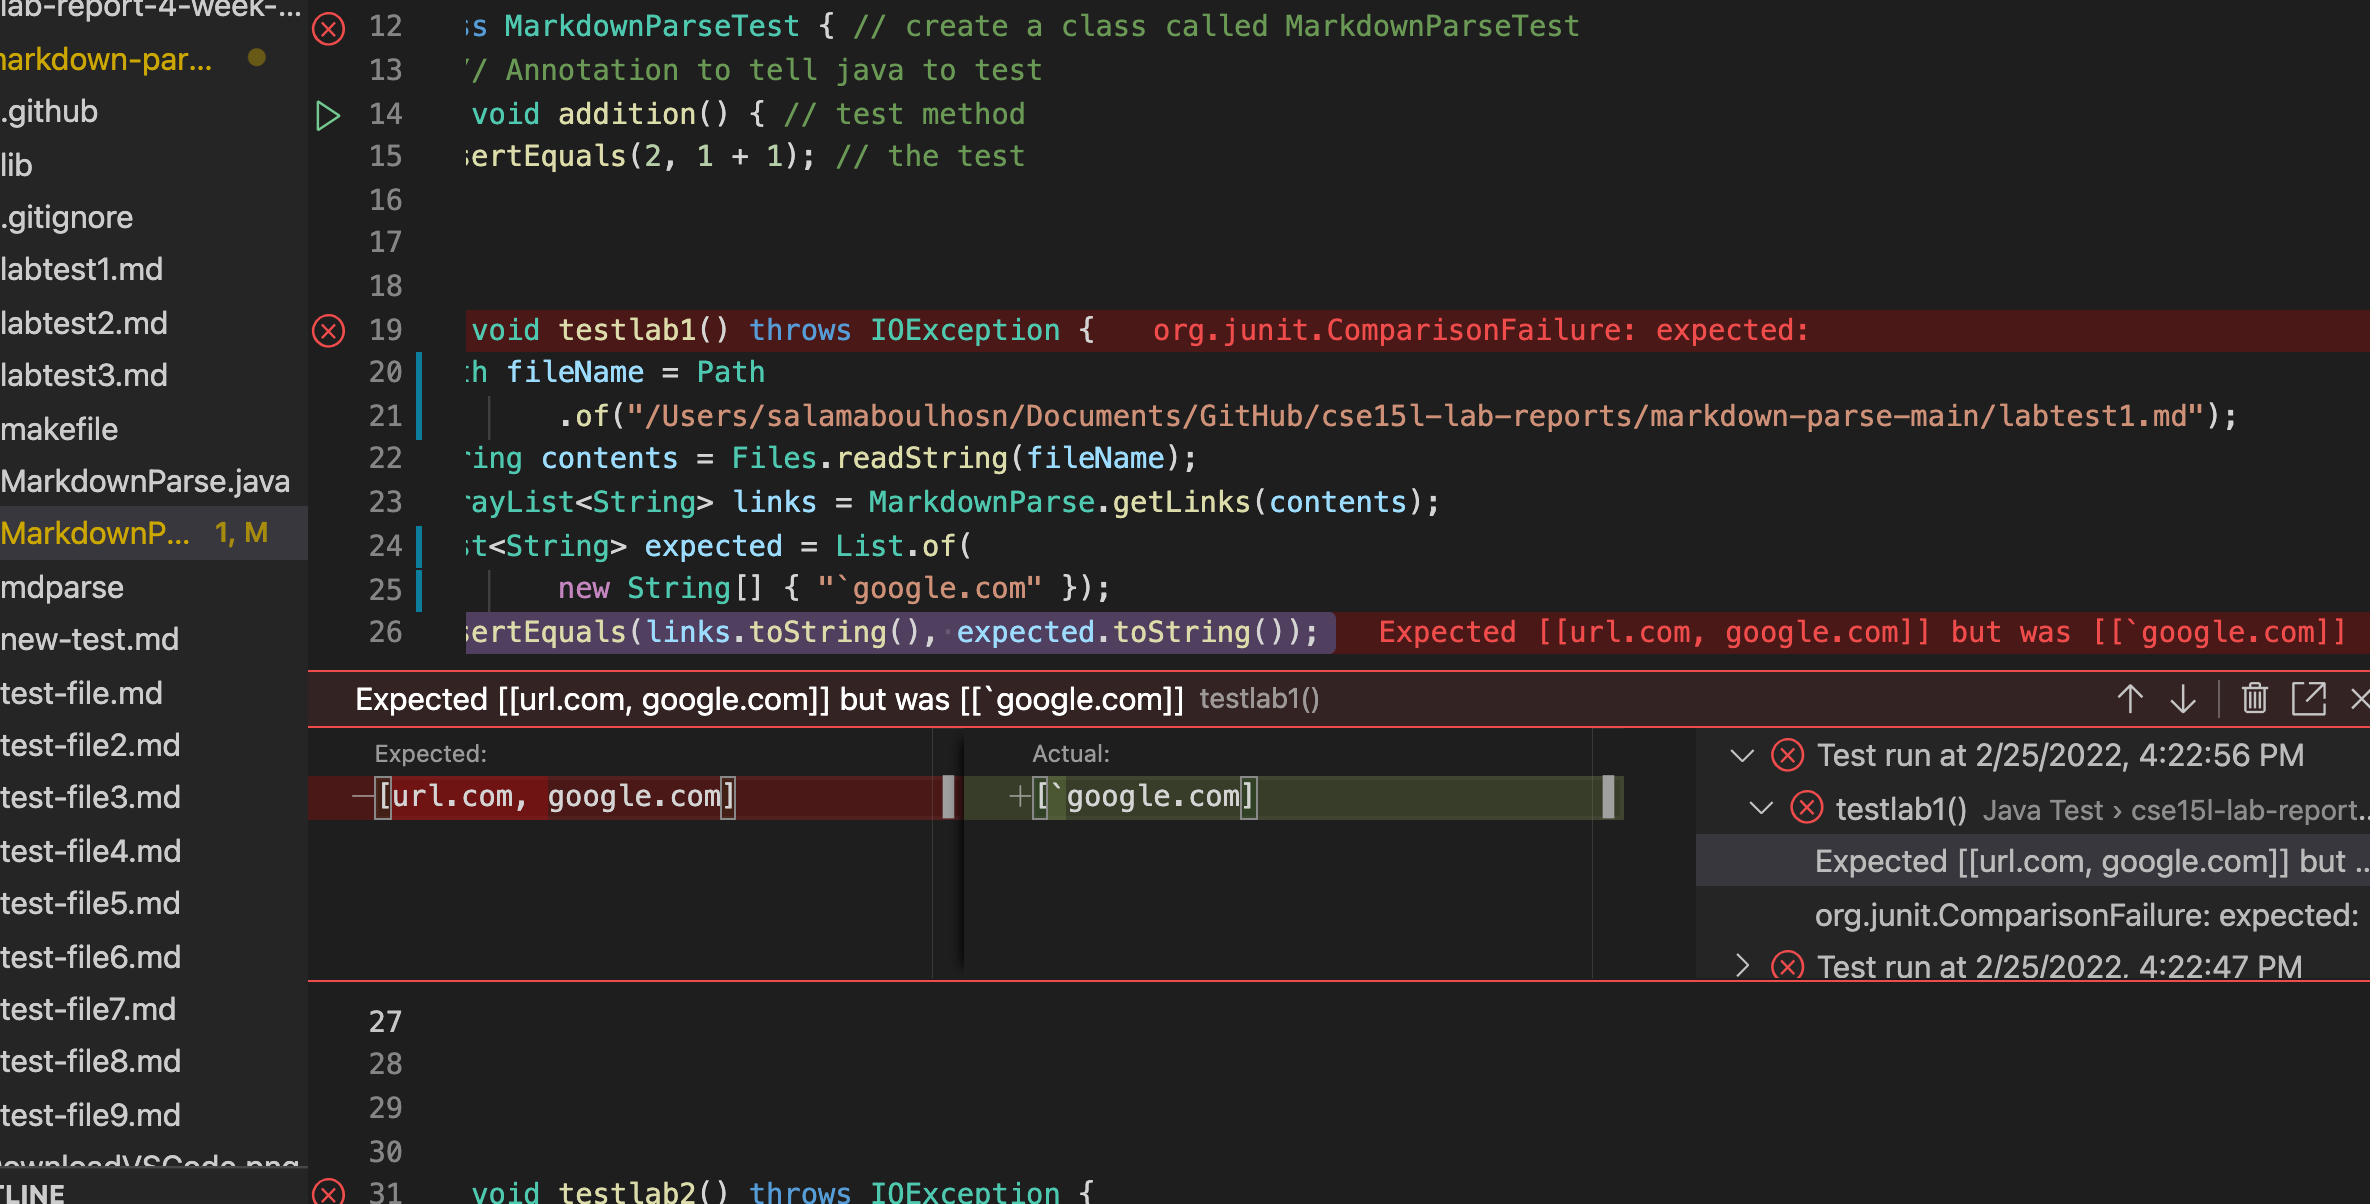 lab-report-4-week-...
markdown-par...
.github
lib
.gitignore
labtest1.md
labtest2.md
labtest3.md
makefile
MarkdownParse.java
MarkdownP... 1, M
mdparse
new-test.md
test-file.md
test-file2.md
test-file3.md
test-file4.md
test-file5.md
test-file6.md
test-file7.md
test-file8.md
test-file9.md
ownloadVSCode.png
TLINE
12 ss MarkdownParseTest { // create a class called MarkdownParseTest
13 // Annotation to tell java to test
14 void addition() { // test method
15 sertEquals(2, 1 + 1); // the test
16
17
18
19 void testlab1() throws IOException { org.junit.ComparisonFailure: expected:
20 th fileName = Path
21 .of("/Users/salamaboulhosn/Documents/GitHub/cse15l-lab-reports/markdown-parse-main/labtest1.md");
22 ring contents = Files.readString(fileName);
23 rayList<String> links = MarkdownParse.getLinks(contents);
24 st<String> expected = List.of(
25 new String[] { "`google.com" });
26 sertEquals(links.toString(), expected.toString()); Expected [[url.com, google.com]] but was [[`google.com]]
Expected [[url.com, google.com]] but was [[`google.com]] testlab1()
Expected:
[url.com, google.com]
Actual:
[`google.com]
Test run at 2/25/2022, 4:22:56 PM
testlab1() Java Test › cse15l-lab-report...
Expected [[url.com, google.com]] but ...
org.junit.ComparisonFailure: expected:
Test run at 2/25/2022, 4:22:47 PM
27
28
29
30
31 void testlab2() throws IOException {